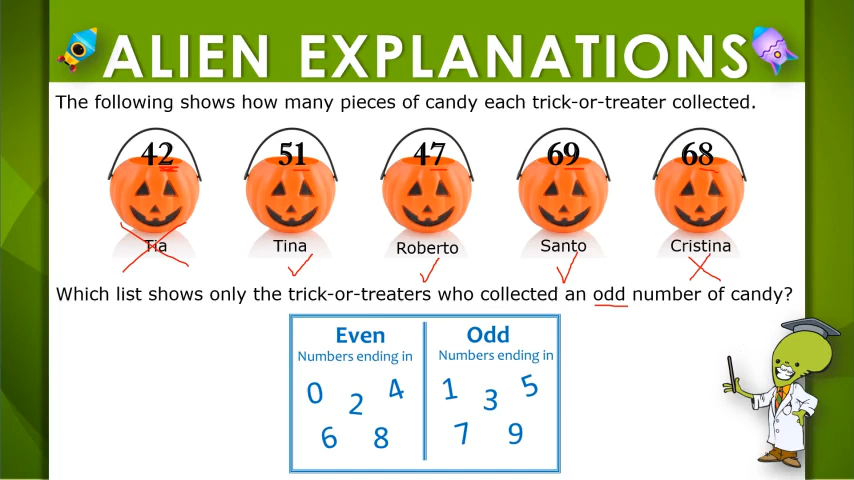 ALIEN EXPLANATIONS
The following shows how many pieces of candy each trick-or-treater collected.
42 51 47 69 68
Tia Tina Roberto Santo Cristina
Which list shows only the trick-or-treaters who collected an odd number of candy?
Even Odd
Numbers ending in Numbers ending in
0 2 4 1 3 5
6 8 7 9